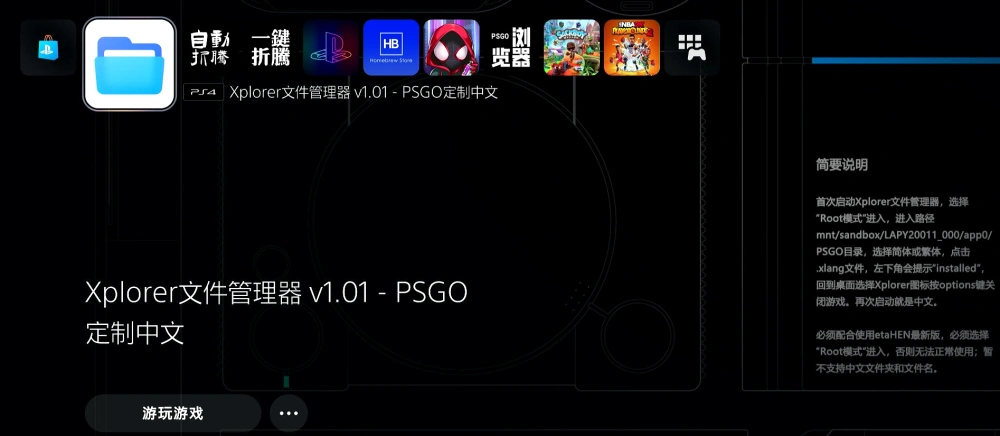 自動
折騰
一鍵
折騰
HB
Homebrew Store
PSGO 浏
览器
NBA 2K
PLAYGROUNDS 2
PS4 Xplorer文件管理器 v1.01 - PSGO定制中文
Xplorer文件管理器 v1.01 - PSGO
定制中文
游玩游戏
简要说明
首次启动Xplorer文件管理器，选择
"Root模式"进入，进入路径
mnt/sandbox/LAPY20011_000/app0/
PSGO目录，选择简体或繁体，点击
.xlang文件，左下角会提示"installed"，
回到桌面选择Xplorer图标按options键关
闭游戏。再次启动就是中文。
必须配合使用etaHEN最新版，必须选择
"Root模式"进入，否则无法正常使用；暂
不支持中文文件夹和文件名。